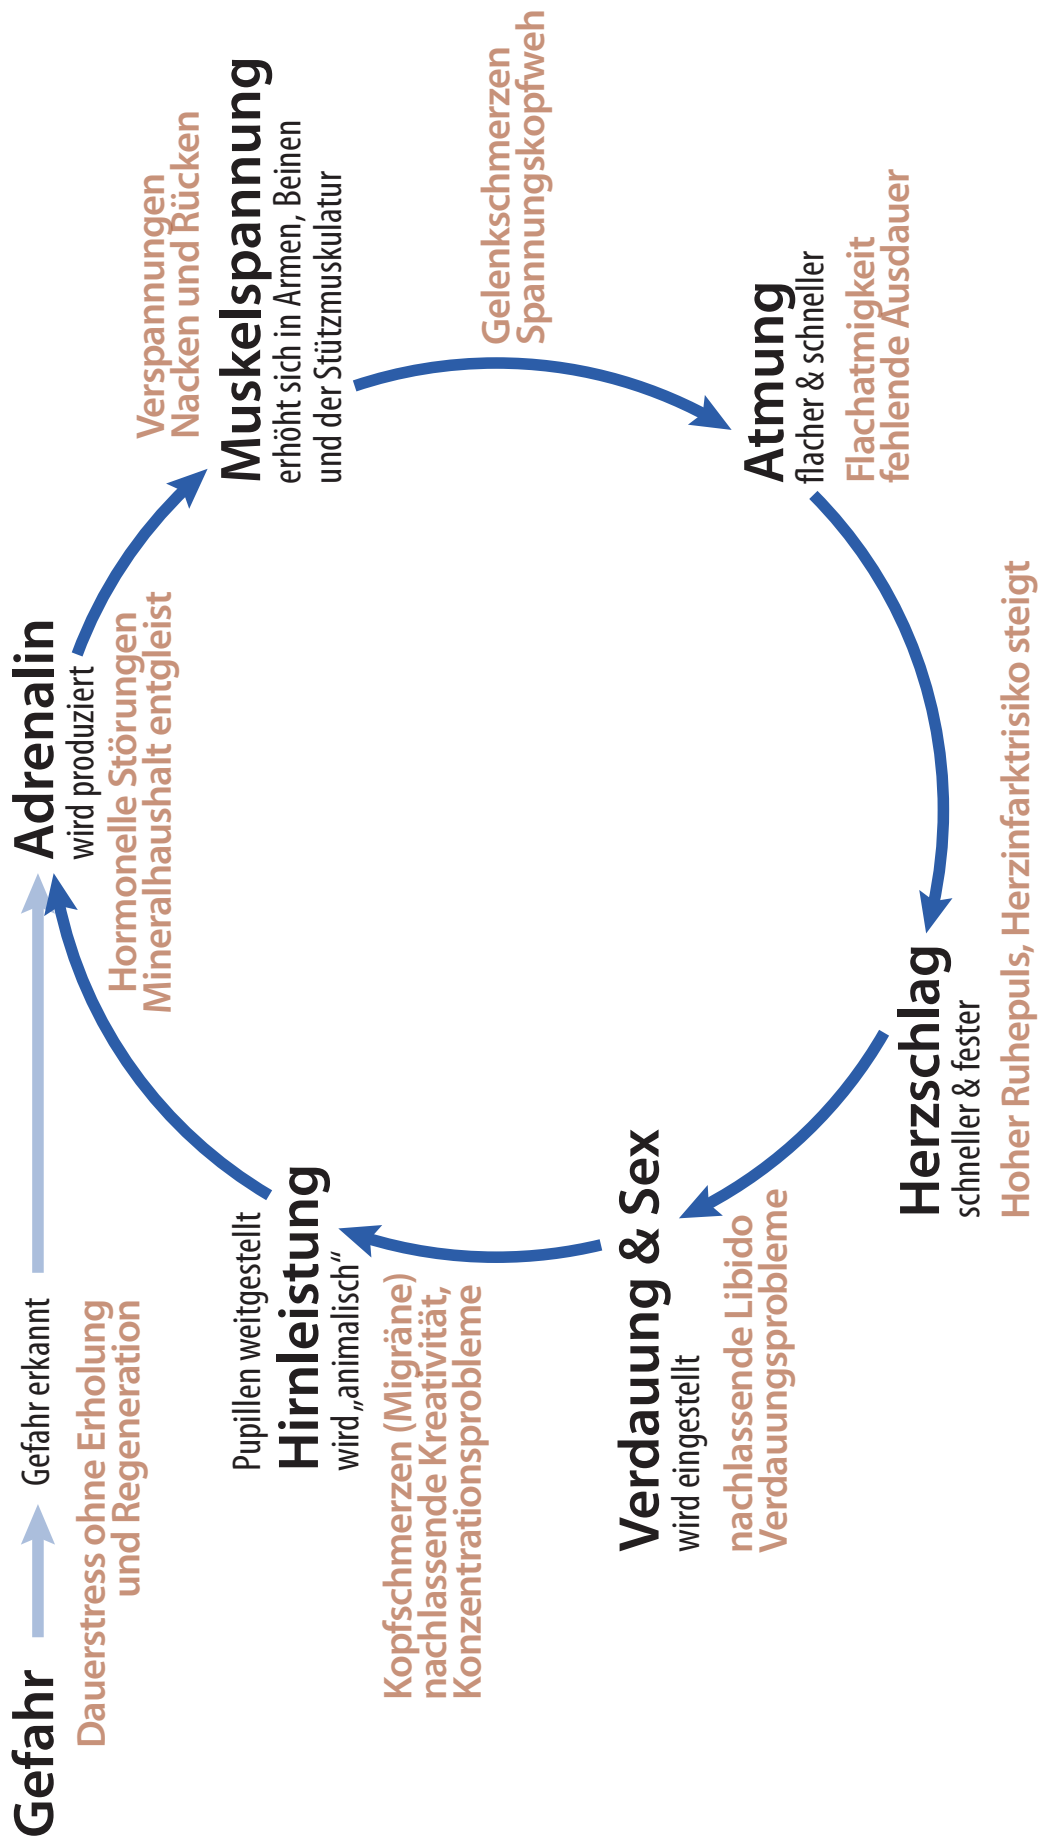 Gefahr
Gefahr erkannt
Dauerstress ohne Erholung
und Regeneration
Adrenalin
wird produziert
Hormonelle Störungen
Mineralhaushalt entgleist
Verspannungen
Nacken und Rücken
Muskelspannung
erhöht sich in Armen, Beinen
und der Stützmuskulatur
Gelenkschmerzen
Spannungskopfweh
Atmung
flacher & schneller
Flachatmigkeit
fehlende Ausdauer
Herzschlag
schneller & fester
Hoher Ruhepuls, Herzinfarktrisiko steigt
Verdauung & Sex
wird eingestellt
nachlassende Libido
Verdauungsprobleme
Pupillen weitgestellt
Hirnleistung
wird „animalisch“
Kopfschmerzen (Migräne)
nachlassende Kreativität,
Konzentrationsprobleme